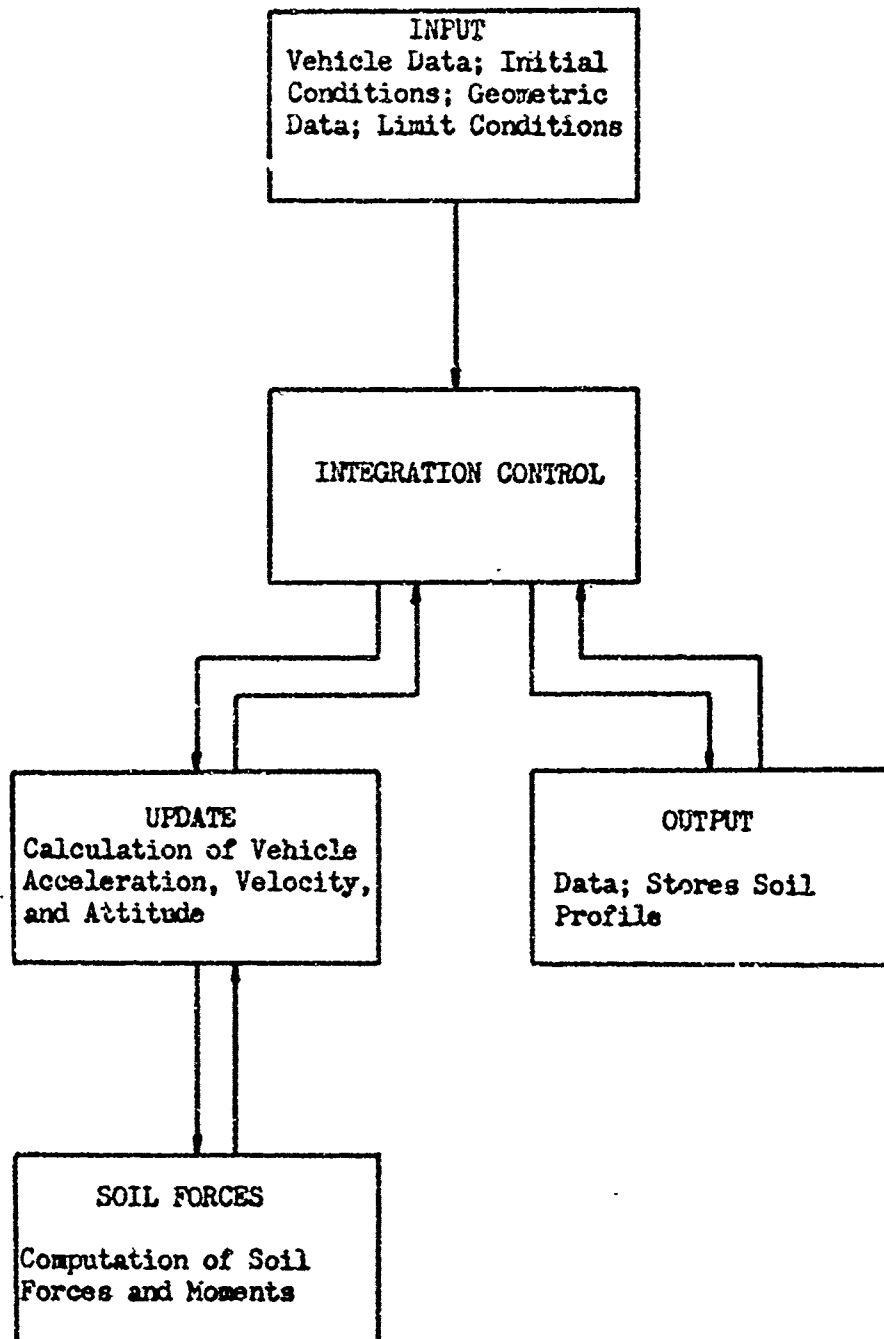 INPUT
Vehicle Data; Initial
Conditions; Geometric
Data; Limit Conditions
INTEGRATION CONTROL
UPDATE
Calculation of Vehicle
Acceleration, Velocity,
and Attitude
OUTPUT
Data; Stores Soil
Profile
SOIL FORCES
Computation of Soil
Forces and Moments